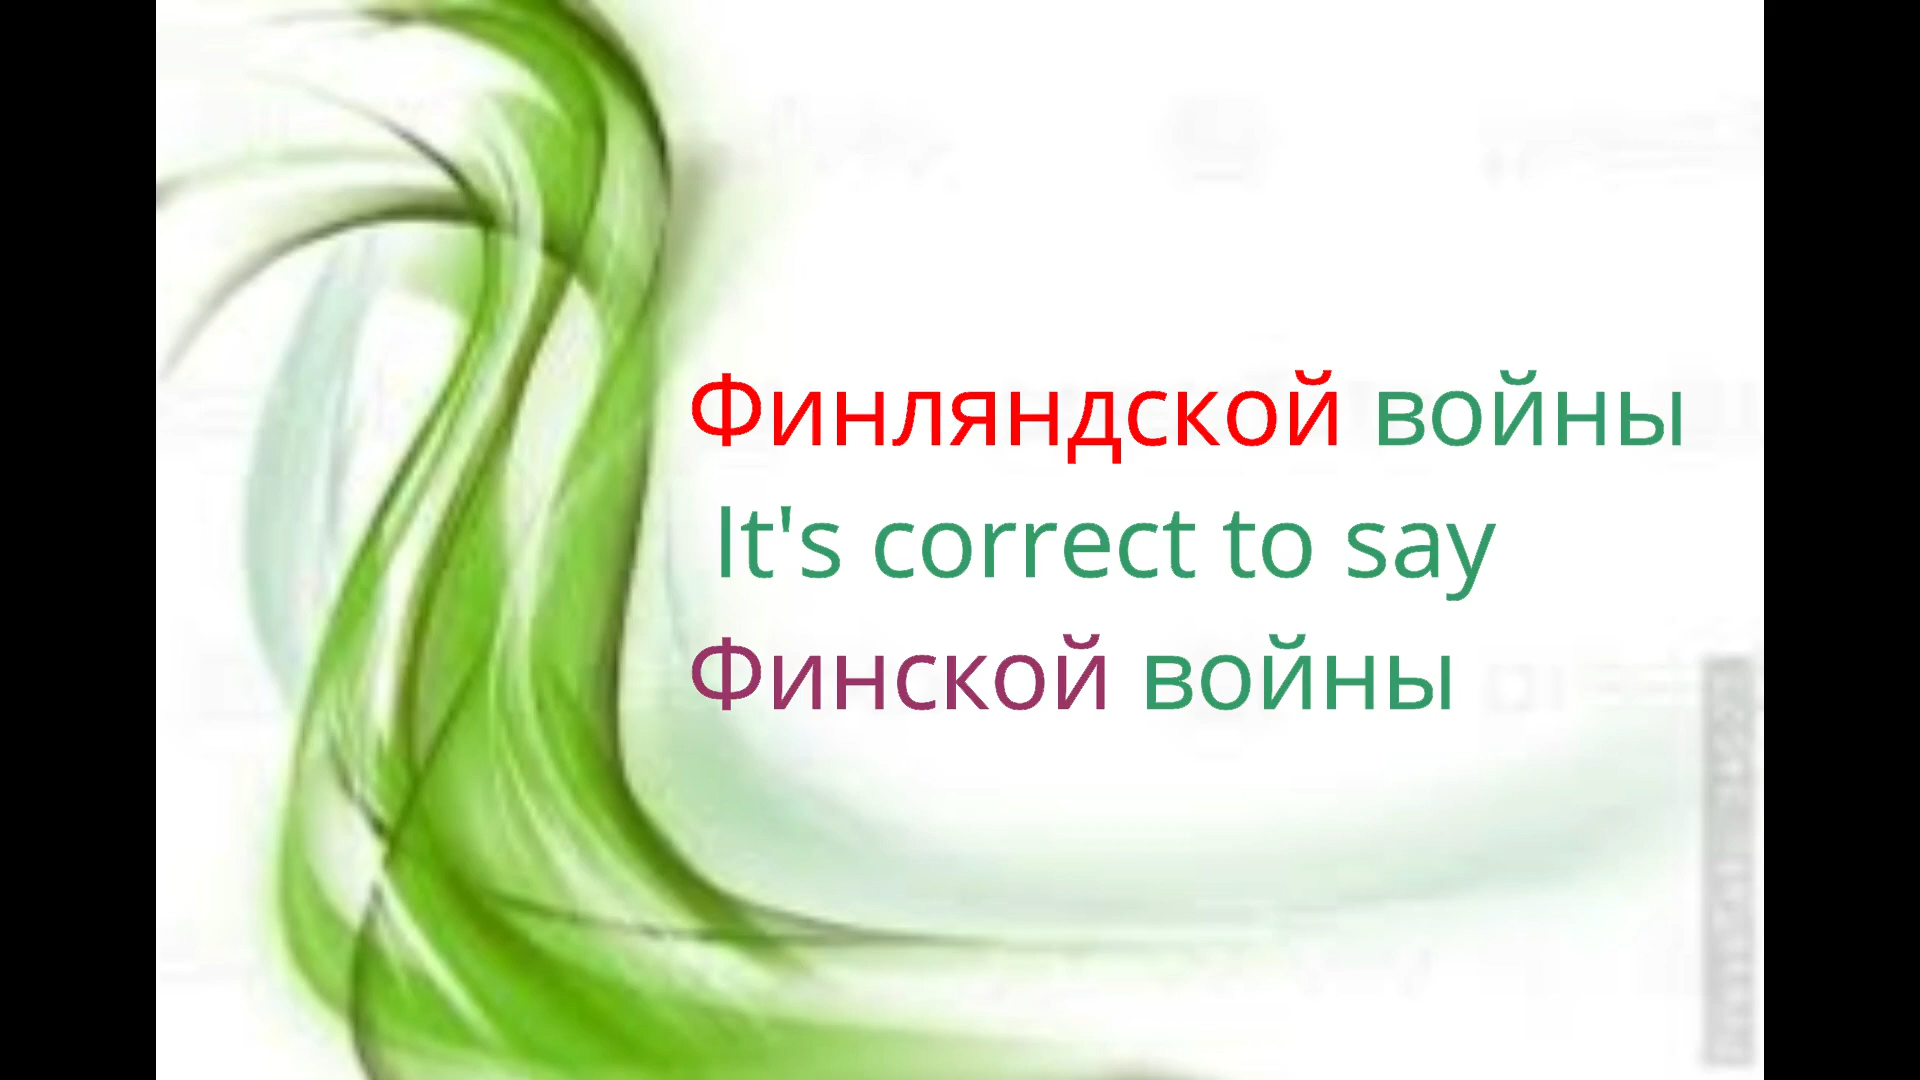 Финляндской войны
It's correct to say
Финской войны